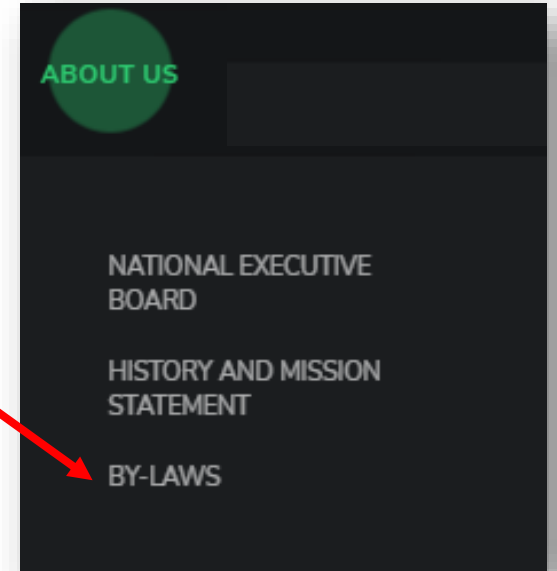 ABOUT US
NATIONAL EXECUTIVE
BOARD
HISTORY AND MISSION
STATEMENT
BY-LAWS